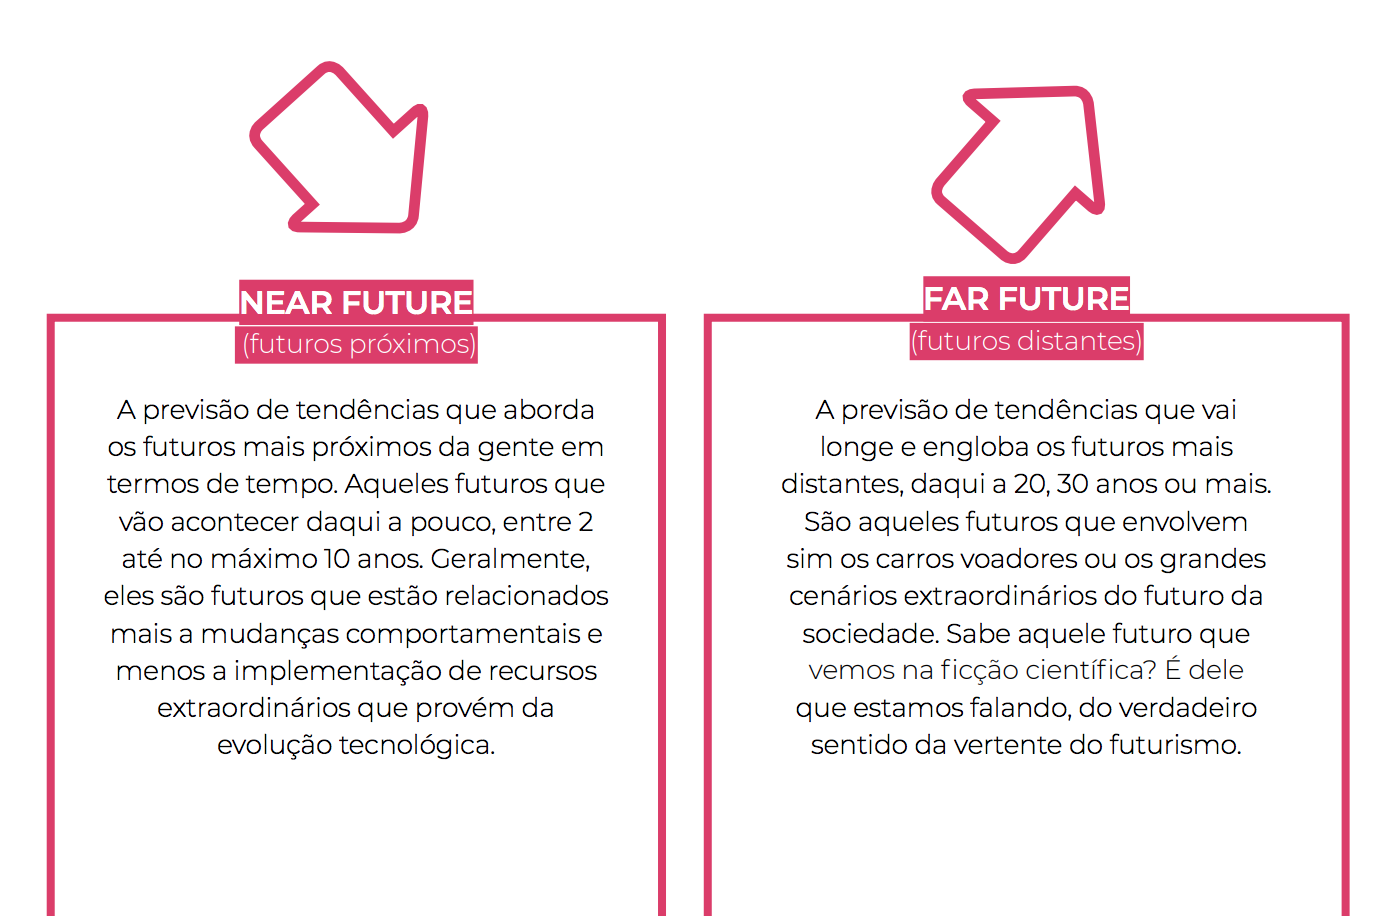 NEAR FUTURE
(futuros próximos)
A previsão de tendências que aborda
os futuros mais próximos da gente em
termos de tempo. Aqueles futuros que
vão acontecer daqui a pouco, entre 2
até no máximo 10 anos. Geralmente,
eles são futuros que estão relacionados
mais a mudanças comportamentais e
menos a implementação de recursos
extraordinários que provém da
evolução tecnológica.
FAR FUTURE
(futuros distantes)
A previsão de tendências que vai
longe e engloba os futuros mais
distantes, daqui a 20, 30 anos ou mais.
São aqueles futuros que envolvem
sim os carros voadores ou os grandes
cenários extraordinários do futuro da
sociedade. Sabe aquele futuro que
vemos na ficção científica? É dele
que estamos falando, do verdadeiro
sentido da vertente do futurismo.